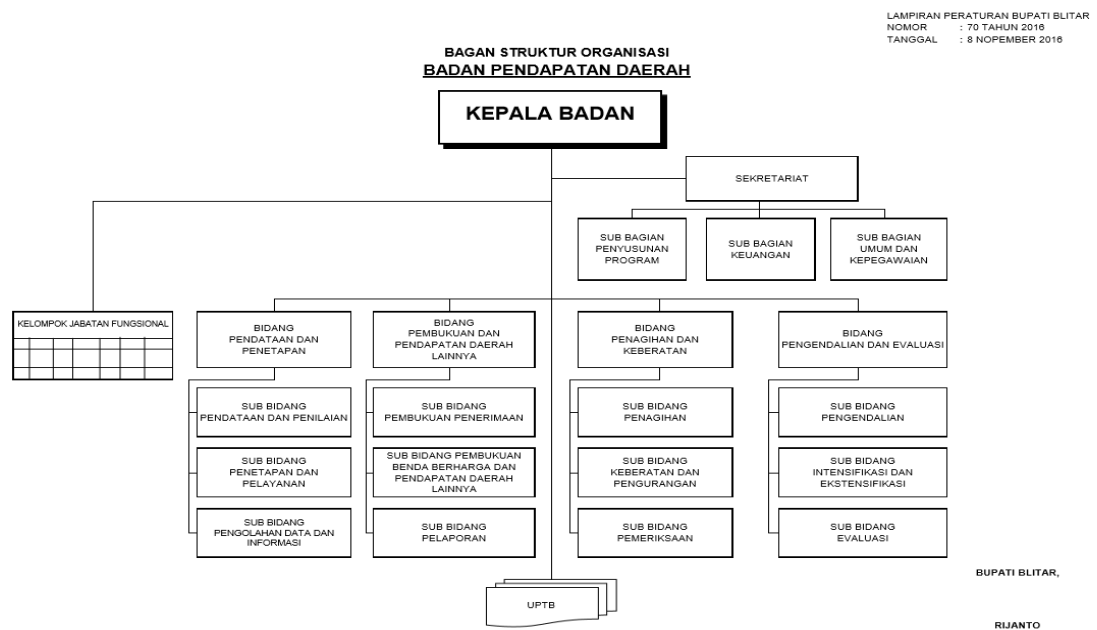 LAMPIRAN PERATURAN BUPATI BLITAR
NOMOR : 70 TAHUN 2016
TANGGAL : 8 NOPEMBER 2016
BAGAN STRUKTUR ORGANISASI
BADAN PENDAPATAN DAERAH
KEPALA BADAN
SEKRETARIAT
SUB BAGIAN
PENYUSUNAN
PROGRAM
SUB BAGIAN
KEUANGAN
SUB BAGIAN
UMUM DAN
KEPEGAWAIAN
KELOMPOK JABATAN FUNGSIONAL
BIDANG
PENDATAAN DAN
PENETAPAN
BIDANG
PEMBUKUAN DAN
PENDAPATAN DAERAH
LAINNYA
BIDANG
PENAGIHAN DAN
KEBERATAN
BIDANG
PENGENDALIAN DAN EVALUASI
SUB BIDANG
PENDATAAN DAN PENILAIAN
SUB BIDANG
PEMBUKUAN PENERIMAAN
SUB BIDANG
PENAGIHAN
SUB BIDANG
PENGENDALIAN
SUB BIDANG
PENETAPAN DAN
PELAYANAN
SUB BIDANG PEMBUKUAN
BENDA BERHARGA DAN
PENDAPATAN DAERAH
LAINNYA
SUB BIDANG
KEBERATAN DAN
PENGURANGAN
SUB BIDANG
INTENSIFIKASI DAN
EKSTENSIFIKASI
SUB BIDANG
PENGOLAHAN DATA DAN
INFORMASI
SUB BIDANG
PELAPORAN
SUB BIDANG
PEMERIKSAAN
SUB BIDANG
EVALUASI
UPTB
BUPATI BLITAR,
RIJANTO